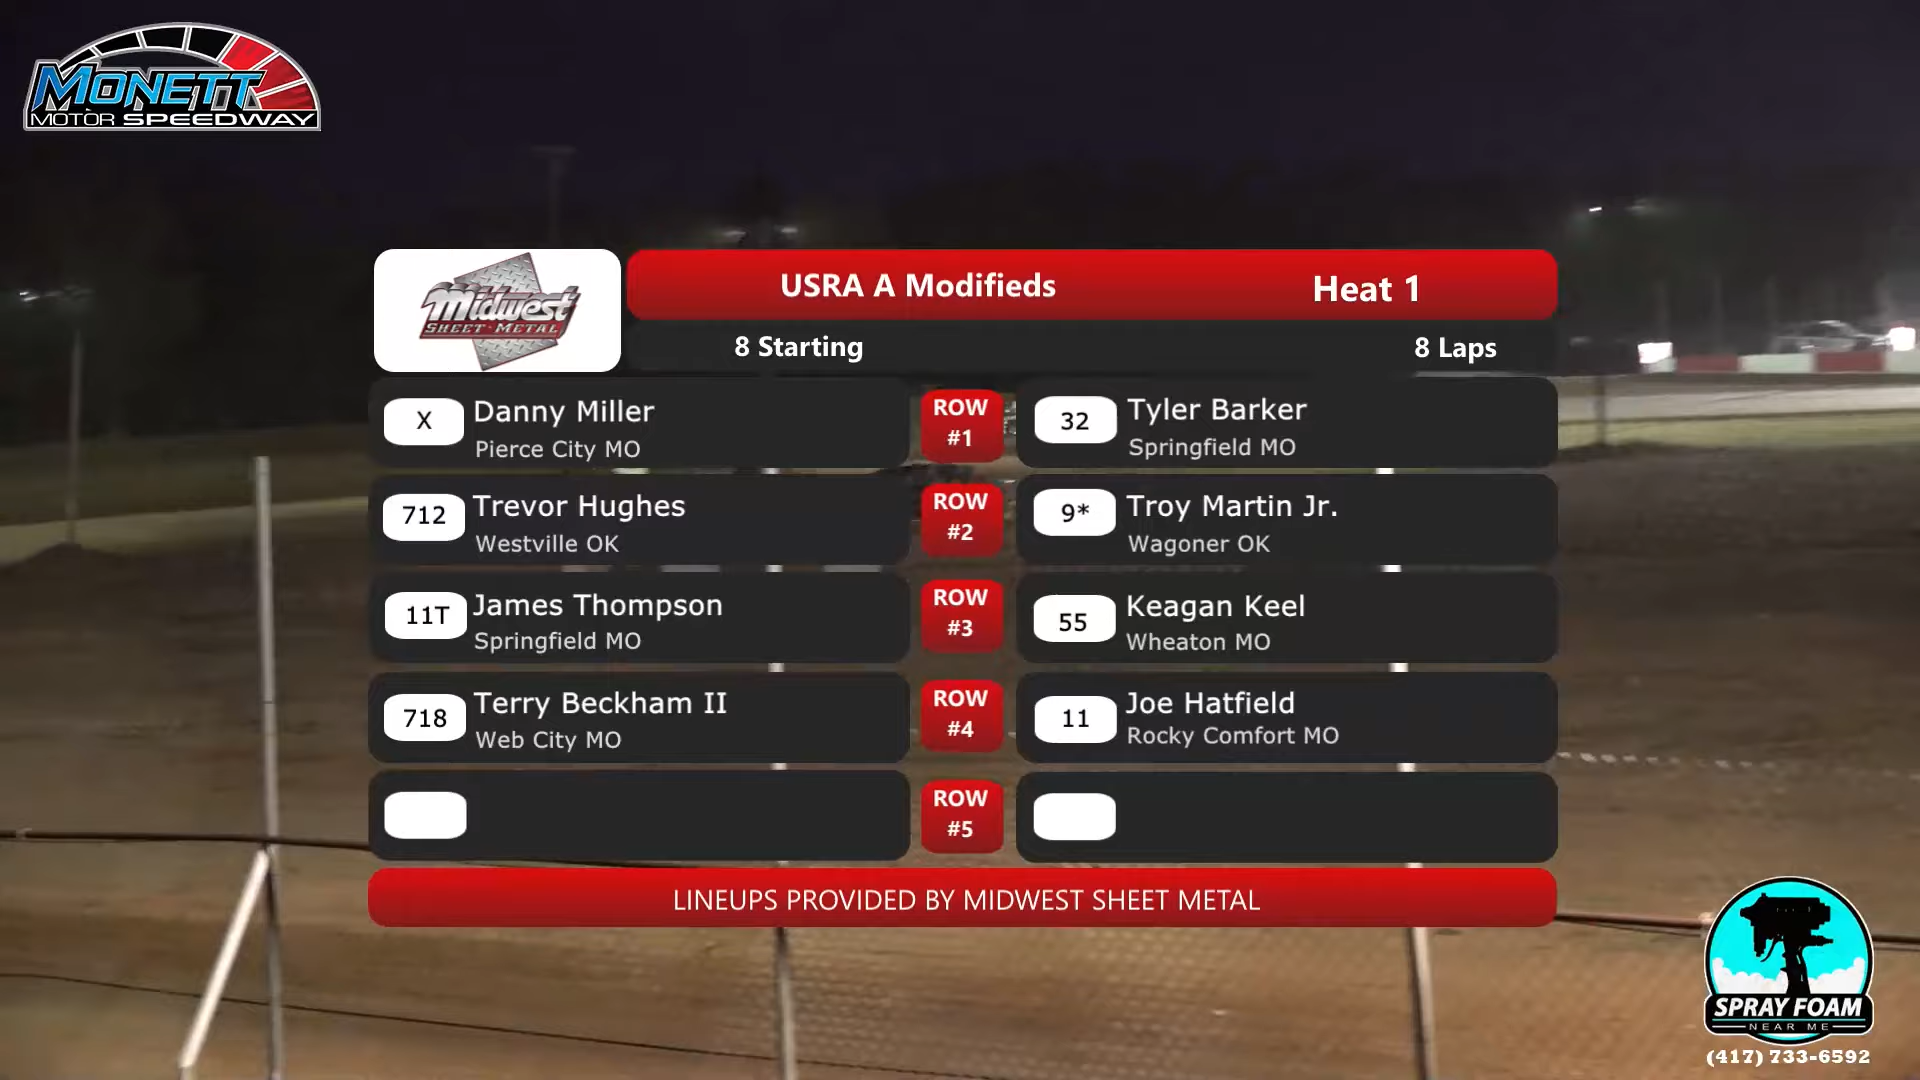 MONETT
MOTOR SPEEDWAY
Midwest
SHEET-METAL
USRA A Modifieds
Heat 1
8 Starting
8 Laps
X
Danny Miller
Pierce City MO
ROW
#1
32
Tyler Barker
Springfield MO
712
Trevor Hughes
Westville OK
ROW
#2
9*
Troy Martin Jr.
Wagoner OK
11T
James Thompson
Springfield MO
ROW
#3
55
Keagan Keel
Wheaton MO
718
Terry Beckham II
Web City MO
ROW
#4
11
Joe Hatfield
Rocky Comfort MO
ROW
#5
LINEUPS PROVIDED BY MIDWEST SHEET METAL
SPRAY FOAM
NEAR ME
(417) 733-6592